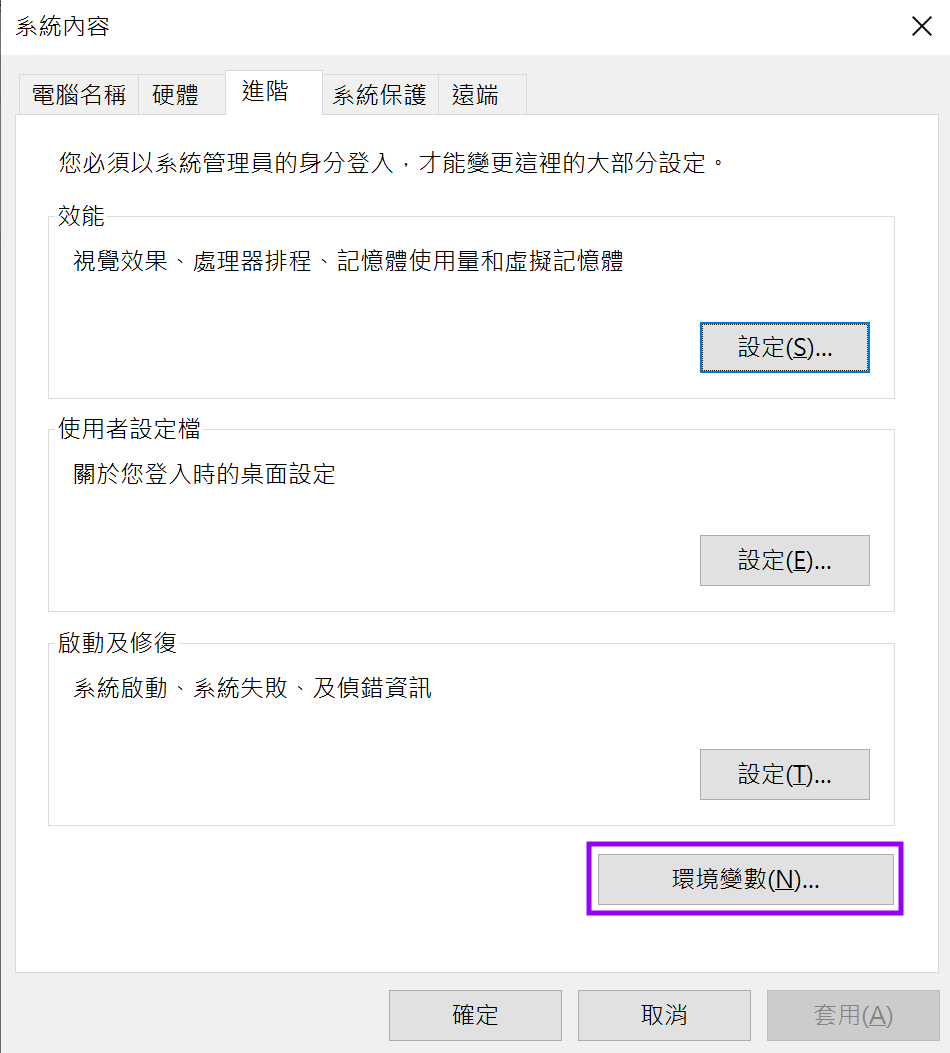 系統內容
電腦名稱 硬體 進階 系統保護 遠端
您必須以系統管理員的身分登入，才能變更這裡的大部分設定。
效能
視覺效果、處理器排程、記憶體使用量和虛擬記憶體
設定(S)...
使用者設定檔
關於您登入時的桌面設定
設定(E)...
啟動及修復
系統啟動、系統失敗、及偵錯資訊
設定(T)...
環境變數(N)...
確定 取消 套用(A)